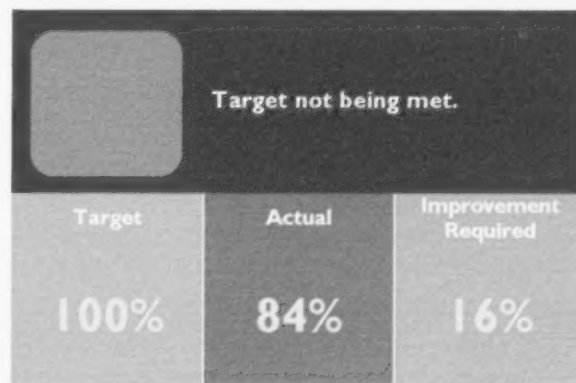 Target not being met.
Target
Actual
Improvement
Required
100%
84%
16%